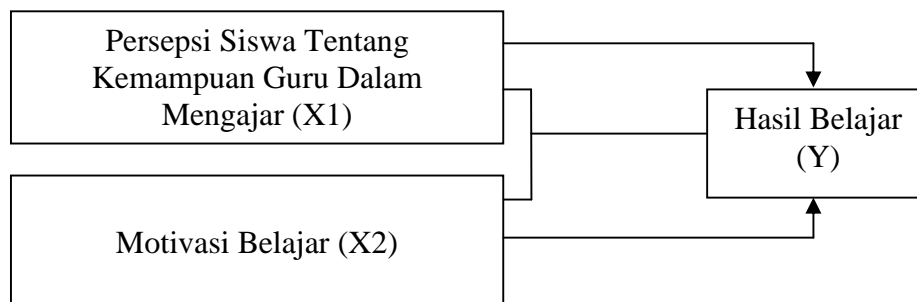 Persepsi Siswa Tentang
Kemampuan Guru Dalam
Mengajar (X1)
Hasil Belajar
(Y)
Motivasi Belajar (X2)